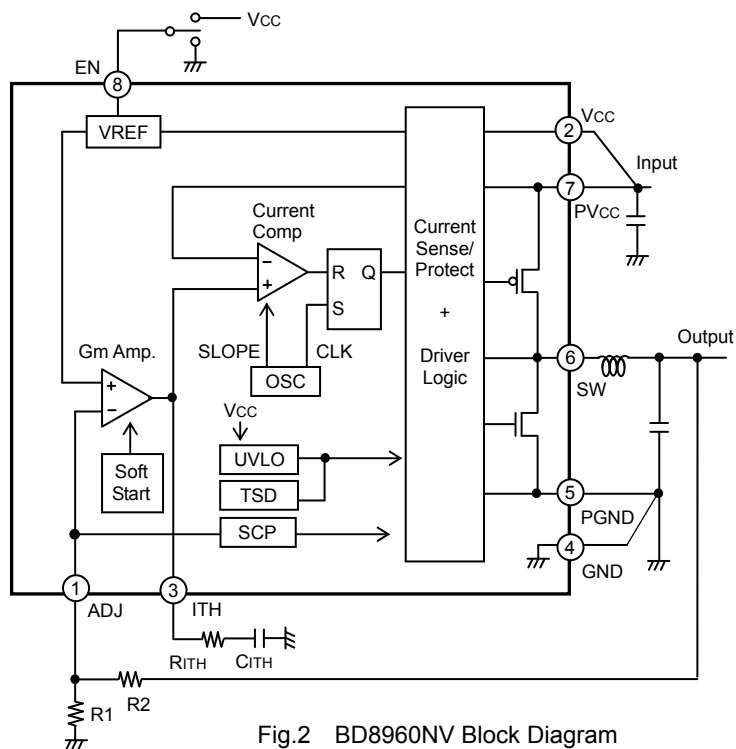 VCC
EN
8
VREF
2
VCC
Input
7
PVCC
Current
Comp
Current
Sense/
Protect
+
Driver
Logic
−
+
R Q
S
Gm Amp.
SLOPE
CLK
OSC
Output
6
SW
+
−
VCC
Soft
Start
UVLO
TSD
SCP
5
PGND
4
GND
1
ADJ
3
ITH
RITH
CITH
R2
R1
Fig.2 BD8960NV Block Diagram